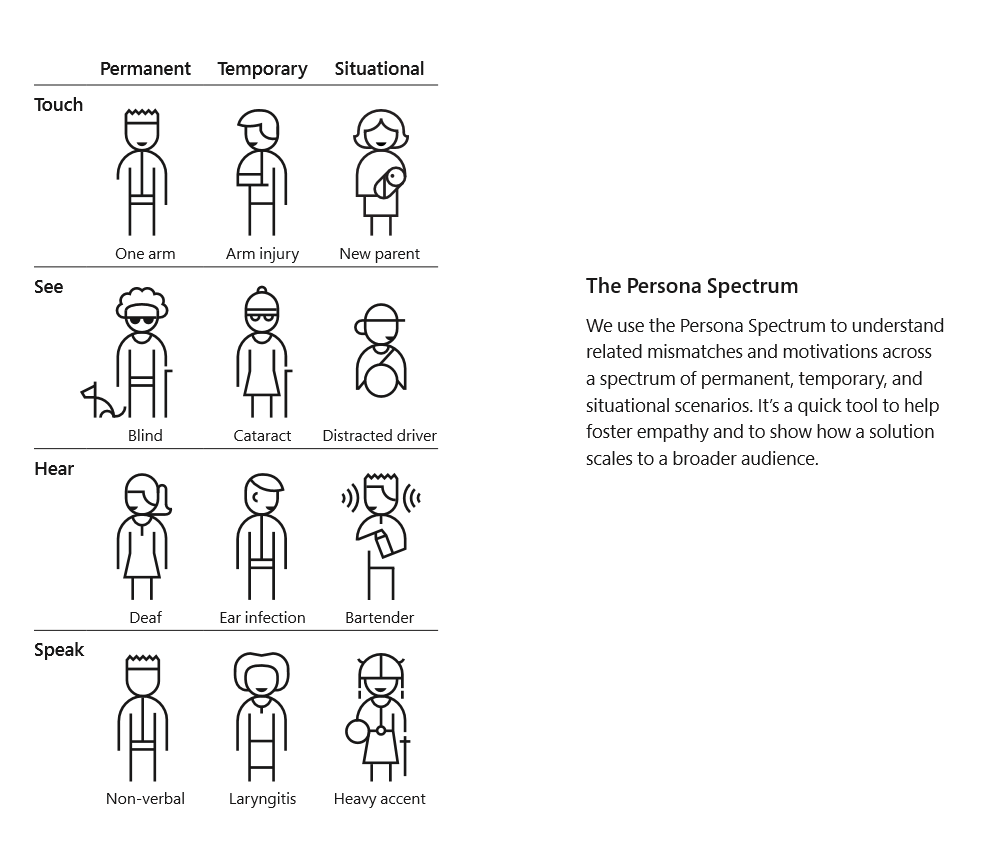 Permanent Temporary Situational
Touch
One arm Arm injury New parent
See
Blind Cataract Distracted driver
Hear
Deaf Ear infection Bartender
Speak
Non-verbal Laryngitis Heavy accent
The Persona Spectrum
We use the Persona Spectrum to understand
related mismatches and motivations across
a spectrum of permanent, temporary, and
situational scenarios. It’s a quick tool to help
foster empathy and to show how a solution
scales to a broader audience.